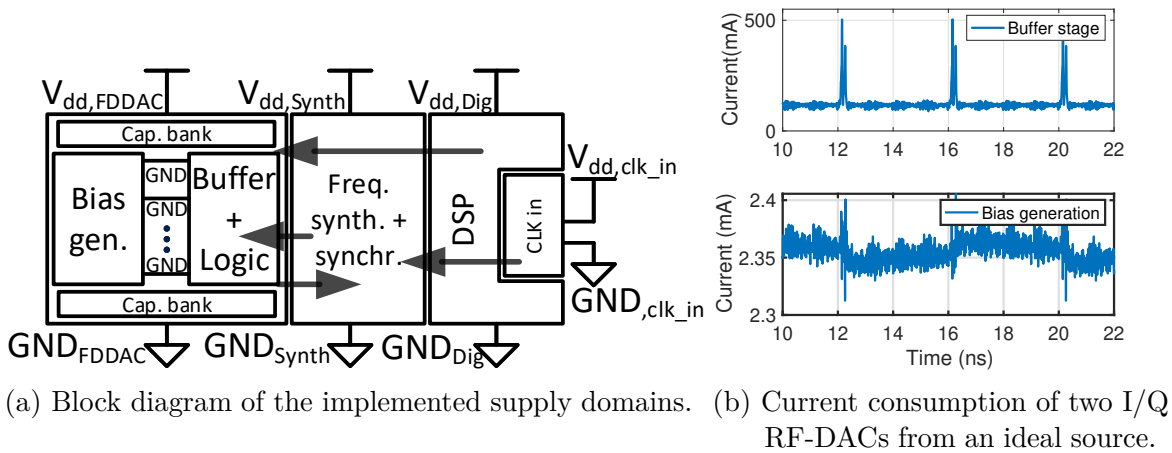 V_dd,FDDAC V_dd,Synth V_dd,Dig
Cap. bank
V_dd,clk_in
Bias
gen.
GND
GND
GND
Buffer
+
Logic
Freq.
synth. +
synchr.
DSP
CLK in
GND,clk_in
Cap. bank
GND_FDDAC GND_Synth GND_Dig
(a) Block diagram of the implemented supply domains.
Current(mA)
500
0
Buffer stage
10 12 14 16 18 20 22
Current (mA)
2.4
2.35
2.3
Bias generation
10 12 14 16 18 20 22
Time (ns)
(b) Current consumption of two I/Q
RF-DACs from an ideal source.